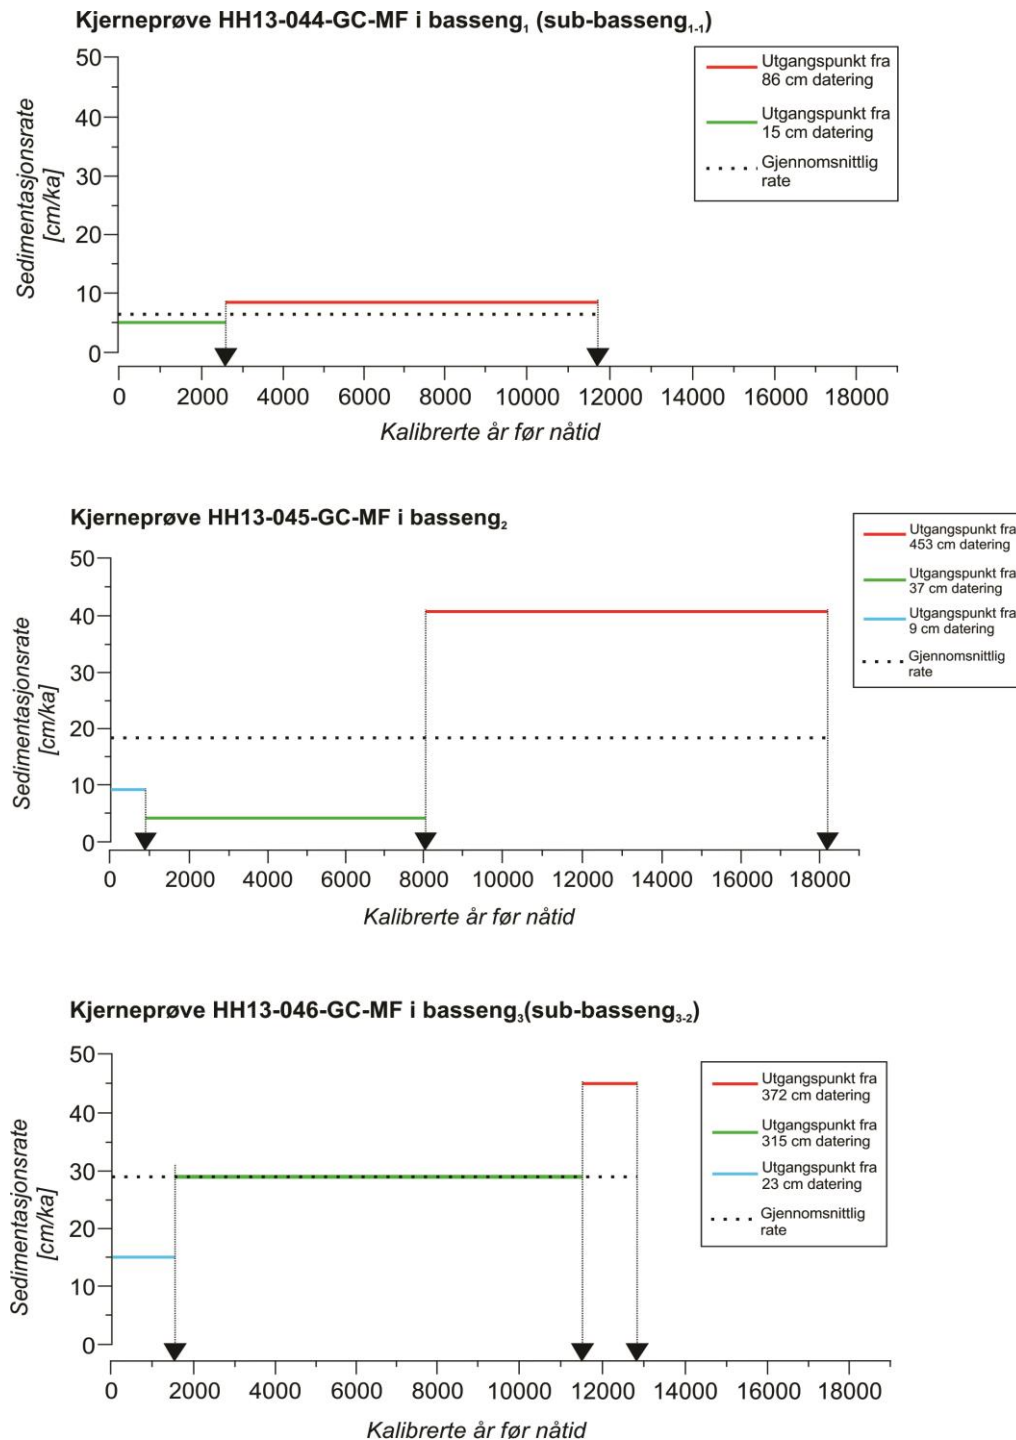 Kjerneprøve HH13-044-GC-MF i basseng₁ (sub-basseng₁₋₁)
Utgangspunkt fra
86 cm datering
Utgangspunkt fra
15 cm datering
Gjennomsnittlig
rate
Sedimentasjonsrate
[cm/ka]
50
40
30
20
10
0
0 2000 4000 6000 8000 10000 12000 14000 16000 18000
Kalibrerte år før nåtid
Kjerneprøve HH13-045-GC-MF i basseng₂
Utgangspunkt fra
453 cm datering
Utgangspunkt fra
37 cm datering
Utgangspunkt fra
9 cm datering
Gjennomsnittlig
rate
Sedimentasjonsrate
[cm/ka]
50
40
30
20
10
0
0 2000 4000 6000 8000 10000 12000 14000 16000 18000
Kalibrerte år før nåtid
Kjerneprøve HH13-046-GC-MF i basseng₃(sub-basseng₃₋₂)
Utgangspunkt fra
372 cm datering
Utgangspunkt fra
315 cm datering
Utgangspunkt fra
23 cm datering
Gjennomsnittlig
rate
Sedimentasjonsrate
[cm/ka]
50
40
30
20
10
0
0 2000 4000 6000 8000 10000 12000 14000 16000 18000
Kalibrerte år før nåtid